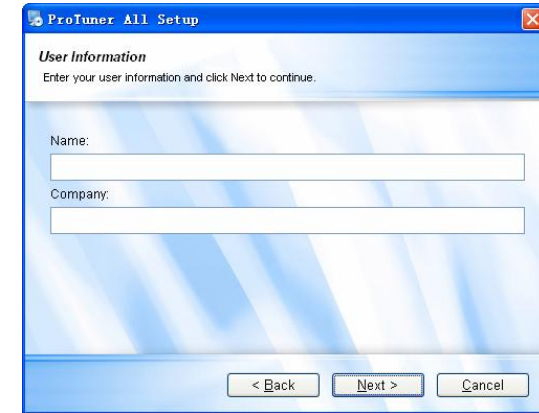 ProTuner All Setup
User Information
Enter your user information and click Next to continue.
Name:
Company:
< Back
Next >
Cancel